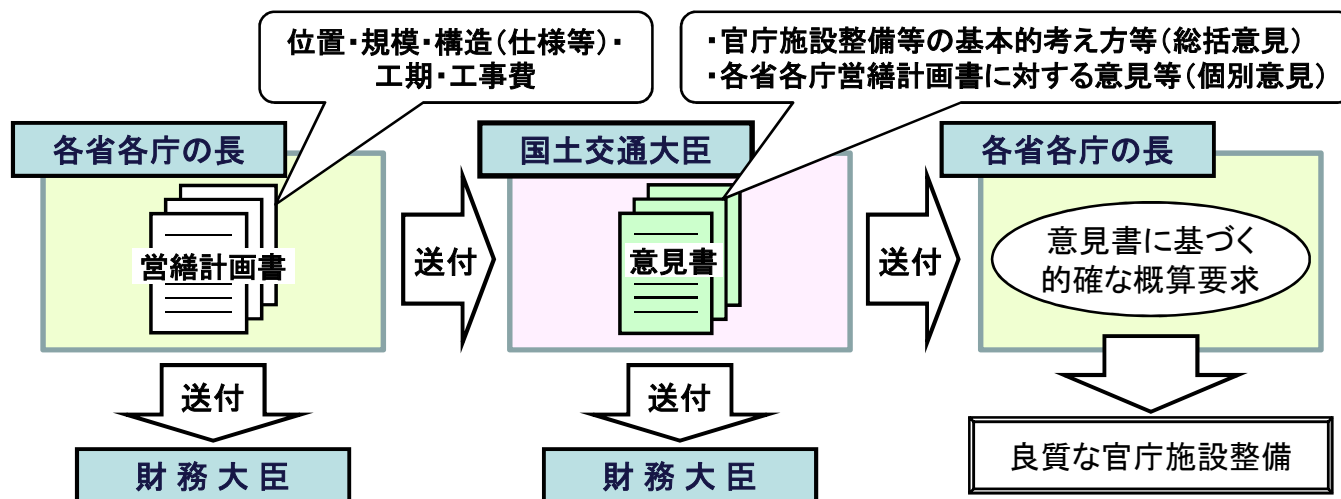 位置・規模・構造（仕様等）・
工期・工事費
・官庁施設整備等の基本的考え方等（総括意見）
・各省各庁営繕計画書に対する意見等（個別意見）
各省各庁の長
国土交通大臣
各省各庁の長
営繕計画書
送付
意見書
送付
意見書に基づく
的確な概算要求
送付
送付
財務大臣
財務大臣
良質な官庁施設整備